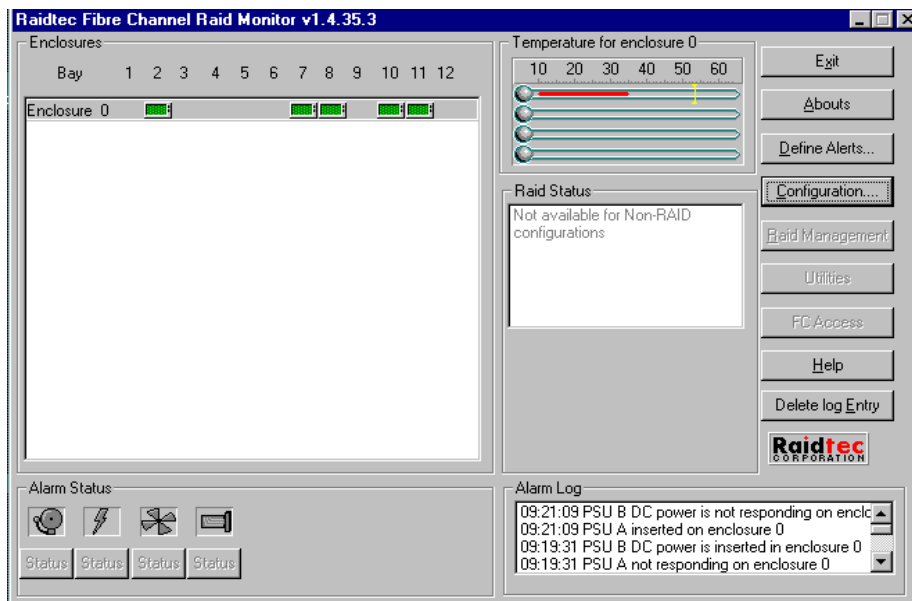 Raidtec Fibre Channel Raid Monitor v1.4.35.3
Enclosures
Bay 1 2 3 4 5 6 7 8 9 10 11 12
Enclosure 0
Temperature for enclosure 0
10 20 30 40 50 60
Raid Status
Not available for Non-RAID
configurations
Exit
Abouts
Define Alerts...
Configuration....
Raid Management
Utilities
FC Access
Help
Delete log Entry
Raidtec
CORPORATION
Alarm Status
Status Status Status Status
Alarm Log
09:21:09 PSU B DC power is not responding on enclc
09:21:09 PSU A inserted on enclosure 0
09:19:31 PSU B DC power is inserted in enclosure 0
09:19:31 PSU A not responding on enclosure 0